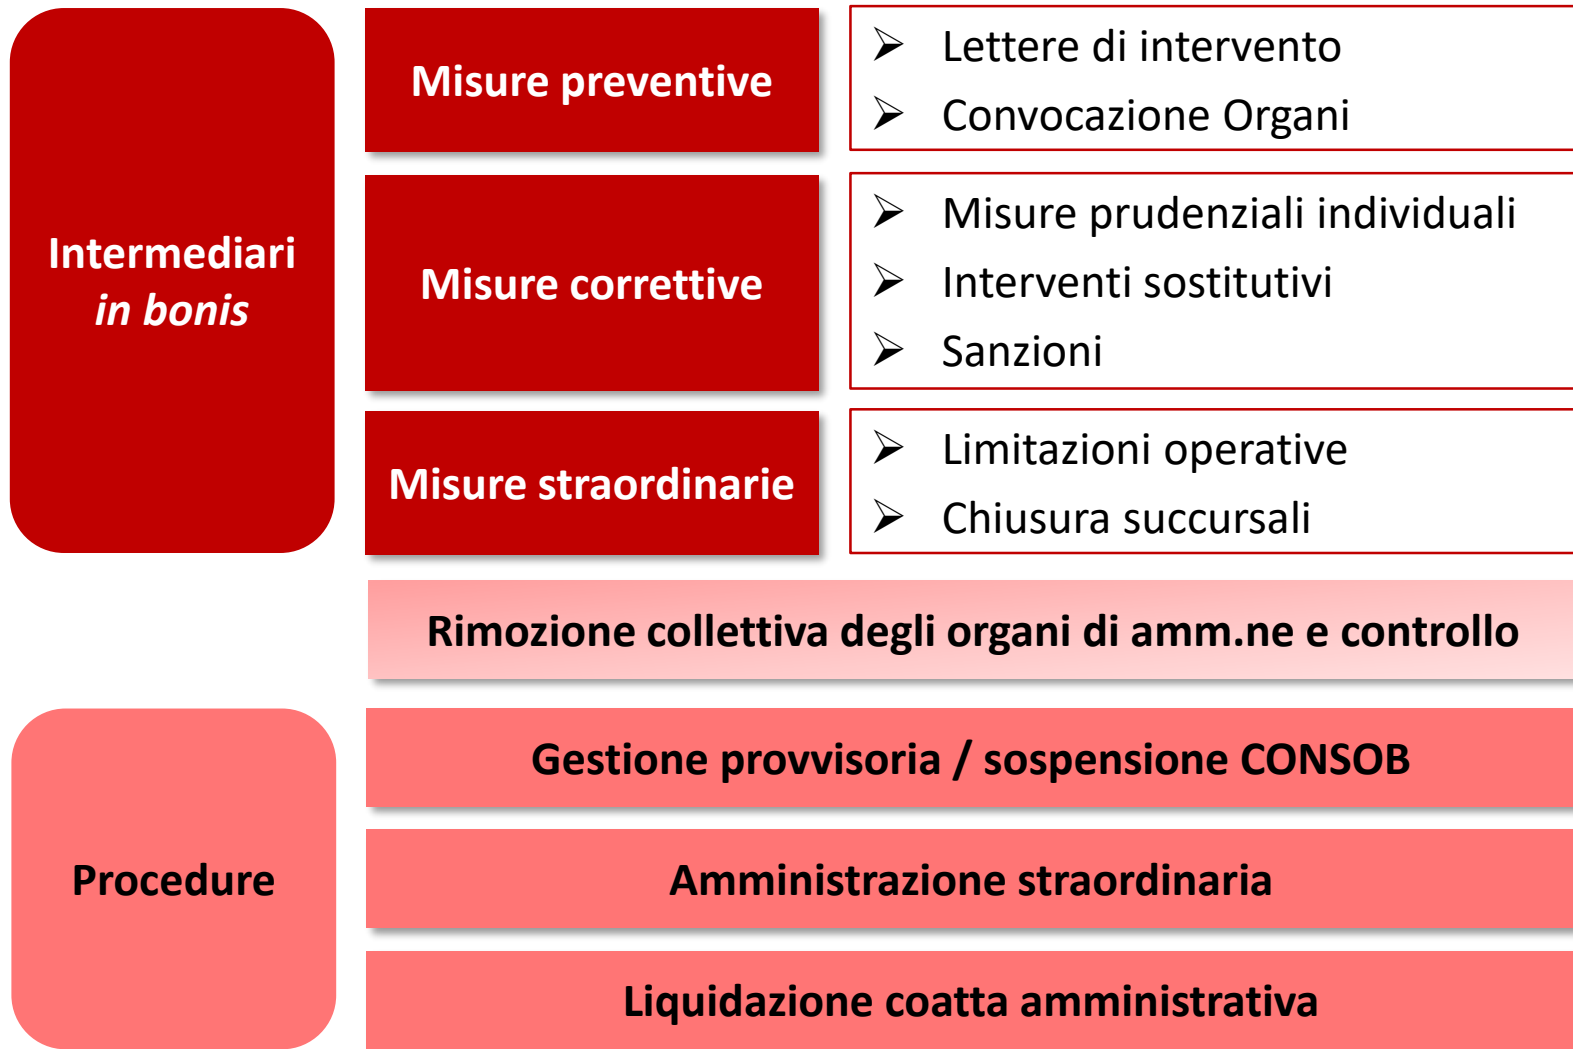 Intermediari
in bonis
Misure preventive
➢ Lettere di intervento
➢ Convocazione Organi
Misure correttive
➢ Misure prudenziali individuali
➢ Interventi sostitutivi
➢ Sanzioni
Misure straordinarie
➢ Limitazioni operative
➢ Chiusura succursali
Rimozione collettiva degli organi di amm.ne e controllo
Procedure
Gestione provvisoria / sospensione CONSOB
Amministrazione straordinaria
Liquidazione coatta amministrativa